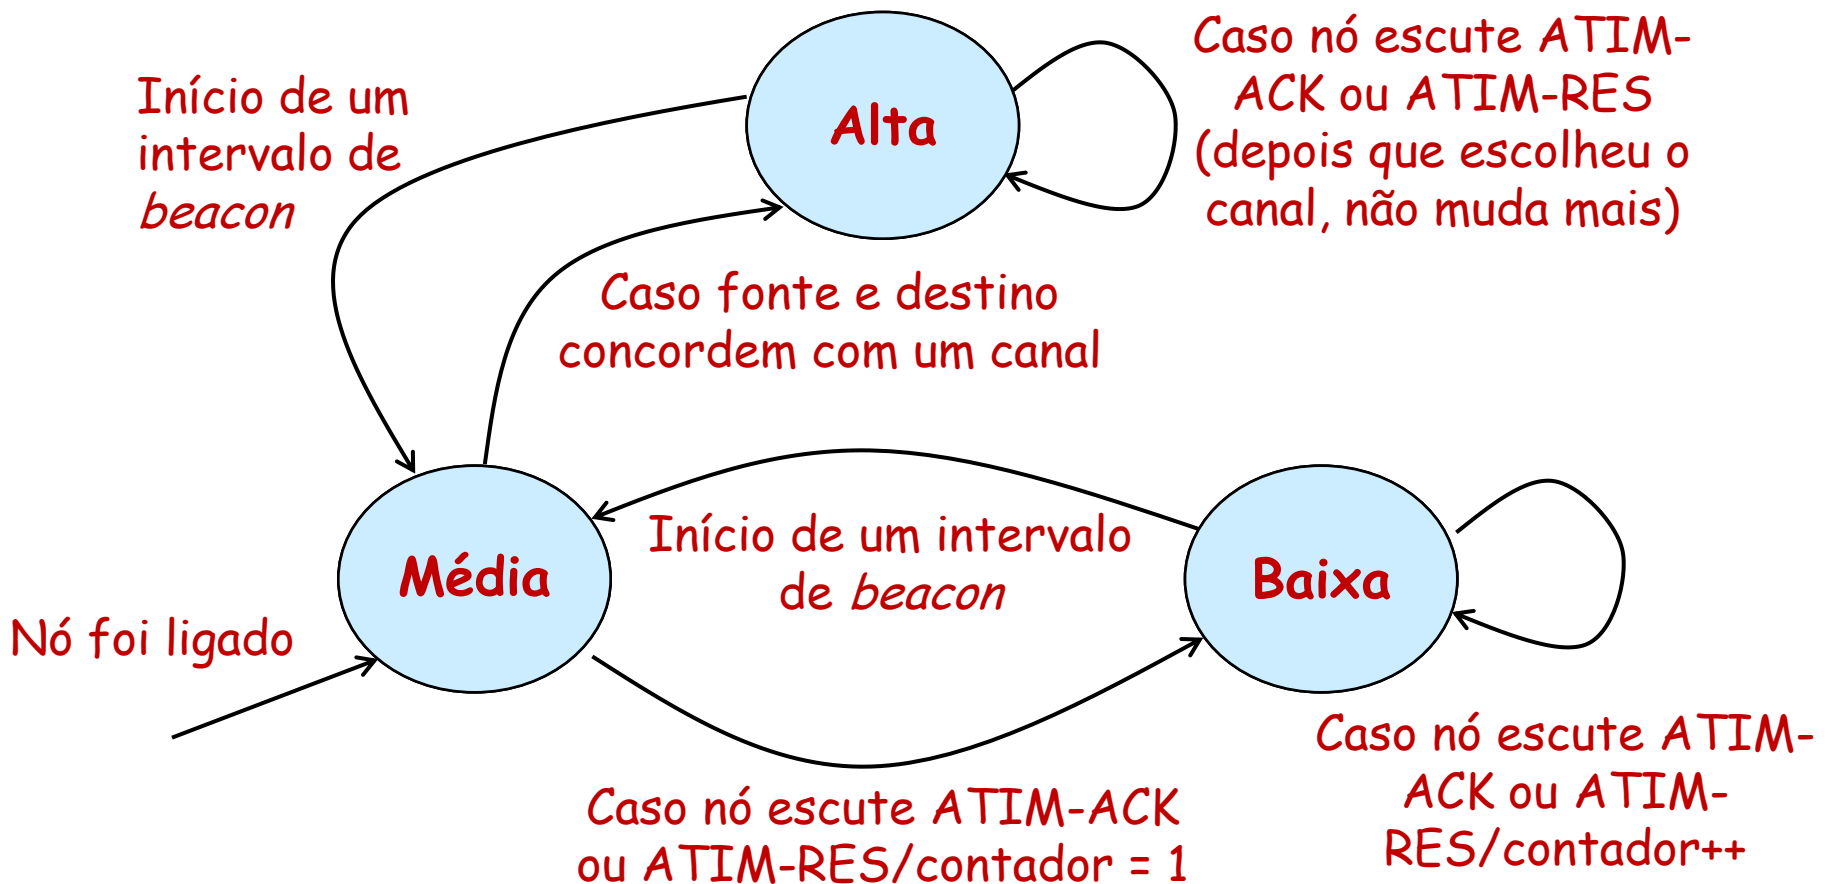 Caso nó escute ATIM-
ACK ou ATIM-RES
(depois que escolheu o
canal, não muda mais)
Início de um
intervalo de
beacon
Alta
Caso fonte e destino
concordem com um canal
Início de um intervalo
de beacon
Média
Baixa
Nó foi ligado
Caso nó escute ATIM-ACK
ou ATIM-RES/contador = 1
Caso nó escute ATIM-
ACK ou ATIM-
RES/contador++